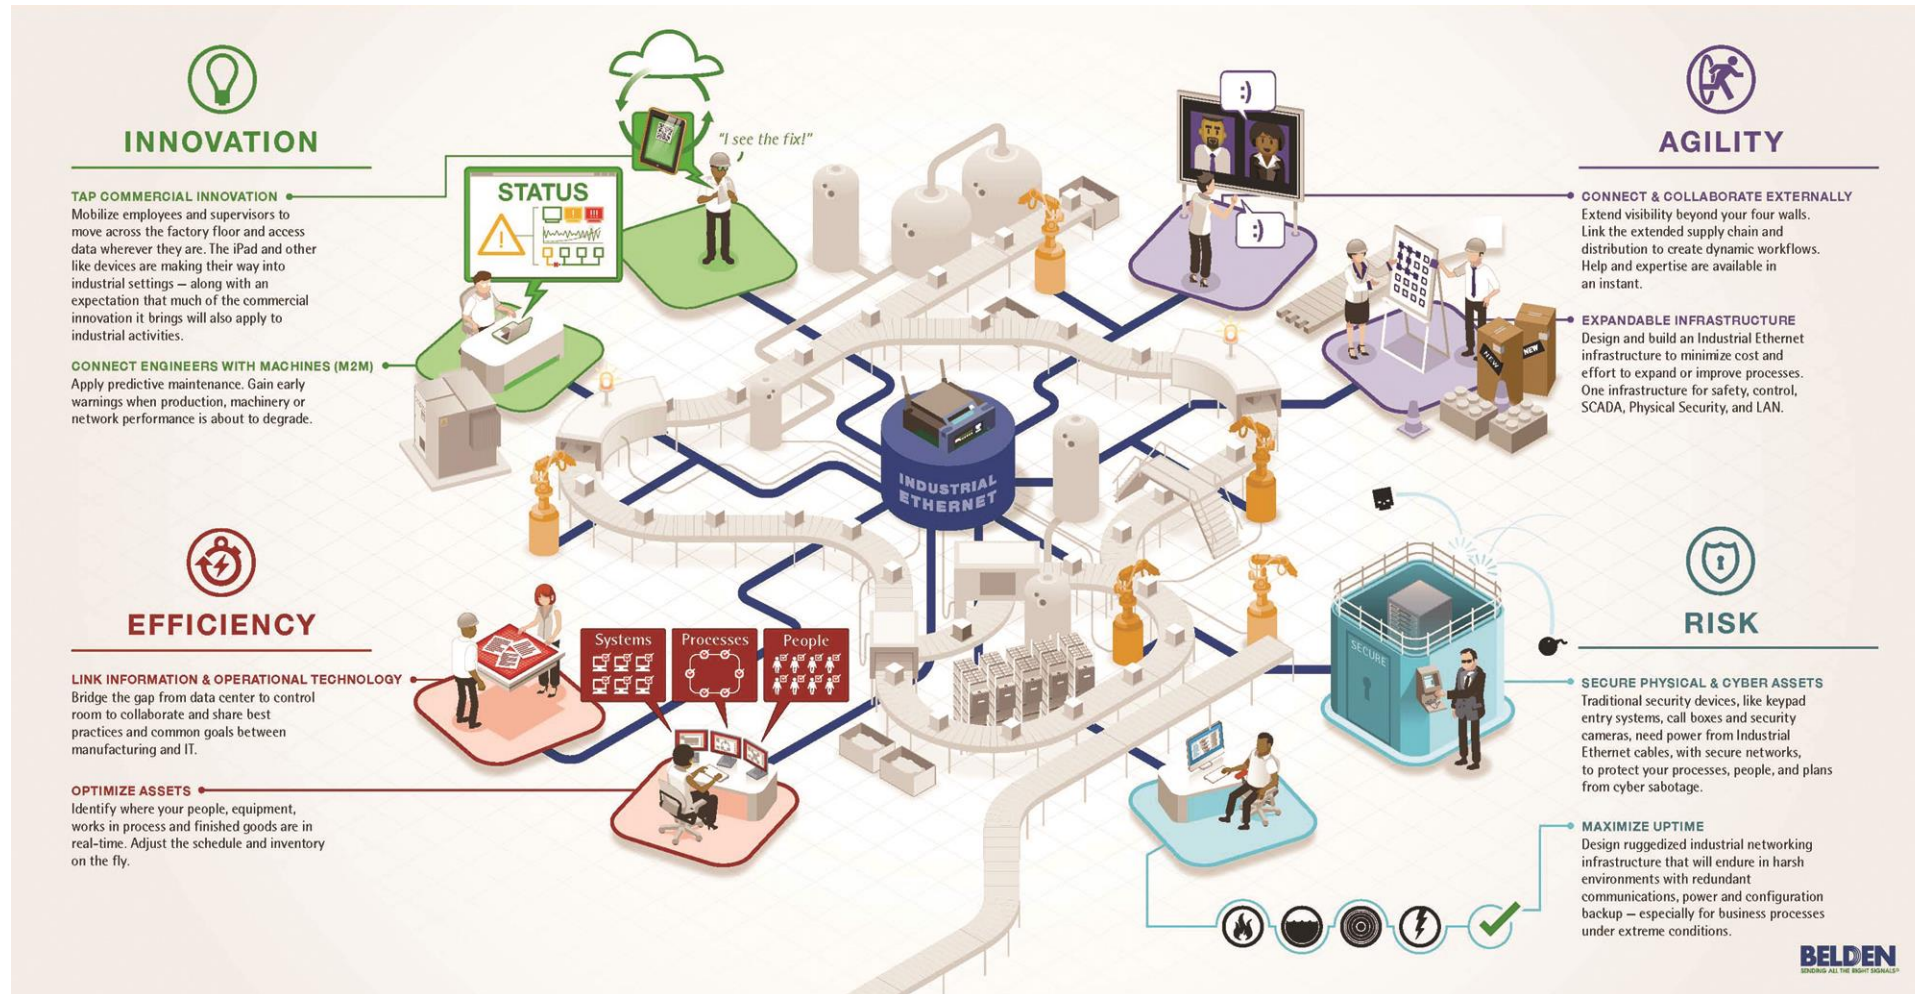 INNOVATION
TAP COMMERCIAL INNOVATION
Mobilize employees and supervisors to
move across the factory floor and access
data wherever they are. The iPad and other
like devices are making their way into
industrial settings — along with an
expectation that much of the commercial
innovation it brings will also apply to
industrial activities.
CONNECT ENGINEERS WITH MACHINES (M2M)
Apply predictive maintenance. Gain early
warnings when production, machinery or
network performance is about to degrade.
STATUS
"I see the fix!"
:)
:)
AGILITY
CONNECT & COLLABORATE EXTERNALLY
Extend visibility beyond your four walls.
Link the extended supply chain and
distribution to create dynamic workflows.
Help and expertise are available in
an instant.
EXPANDABLE INFRASTRUCTURE
Design and build an Industrial Ethernet
infrastructure to minimize cost and
effort to expand or improve processes.
One infrastructure for safety, control,
SCADA, Physical Security, and LAN.
NEW
NEW
INDUSTRIAL
ETHERNET
EFFICIENCY
LINK INFORMATION & OPERATIONAL TECHNOLOGY
Bridge the gap from data center to control
room to collaborate and share best
practices and common goals between
manufacturing and IT.
OPTIMIZE ASSETS
Identify where your people, equipment,
works in process and finished goods are in
real-time. Adjust the schedule and inventory
on the fly.
Systems
Processes
People
SECURE
RISK
SECURE PHYSICAL & CYBER ASSETS
Traditional security devices, like keypad
entry systems, call boxes and security
cameras, need power from Industrial
Ethernet cables, with secure networks,
to protect your processes, people, and plans
from cyber sabotage.
MAXIMIZE UPTIME
Design ruggedized industrial networking
infrastructure that will endure in harsh
environments with redundant
communications, power and configuration
backup — especially for business processes
under extreme conditions.
BELDEN
SENDING ALL THE RIGHT SIGNALS